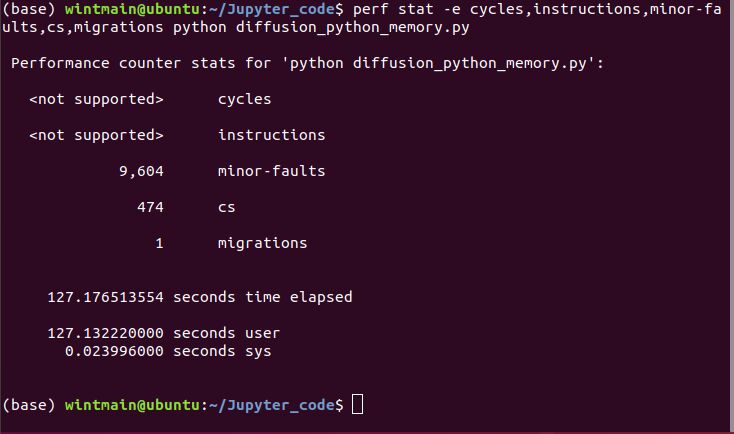 (base) wintmain@ubuntu:~/Jupyter_code$ perf stat -e cycles,instructions,minor-fa
ults,cs,migrations python diffusion_python_memory.py
Performance counter stats for 'python diffusion_python_memory.py':
<not supported>      cycles
<not supported>      instructions
9,604      minor-faults
474      cs
1      migrations
127.176513554 seconds time elapsed
127.132220000 seconds user
0.023996000 seconds sys
(base) wintmain@ubuntu:~/Jupyter_code$